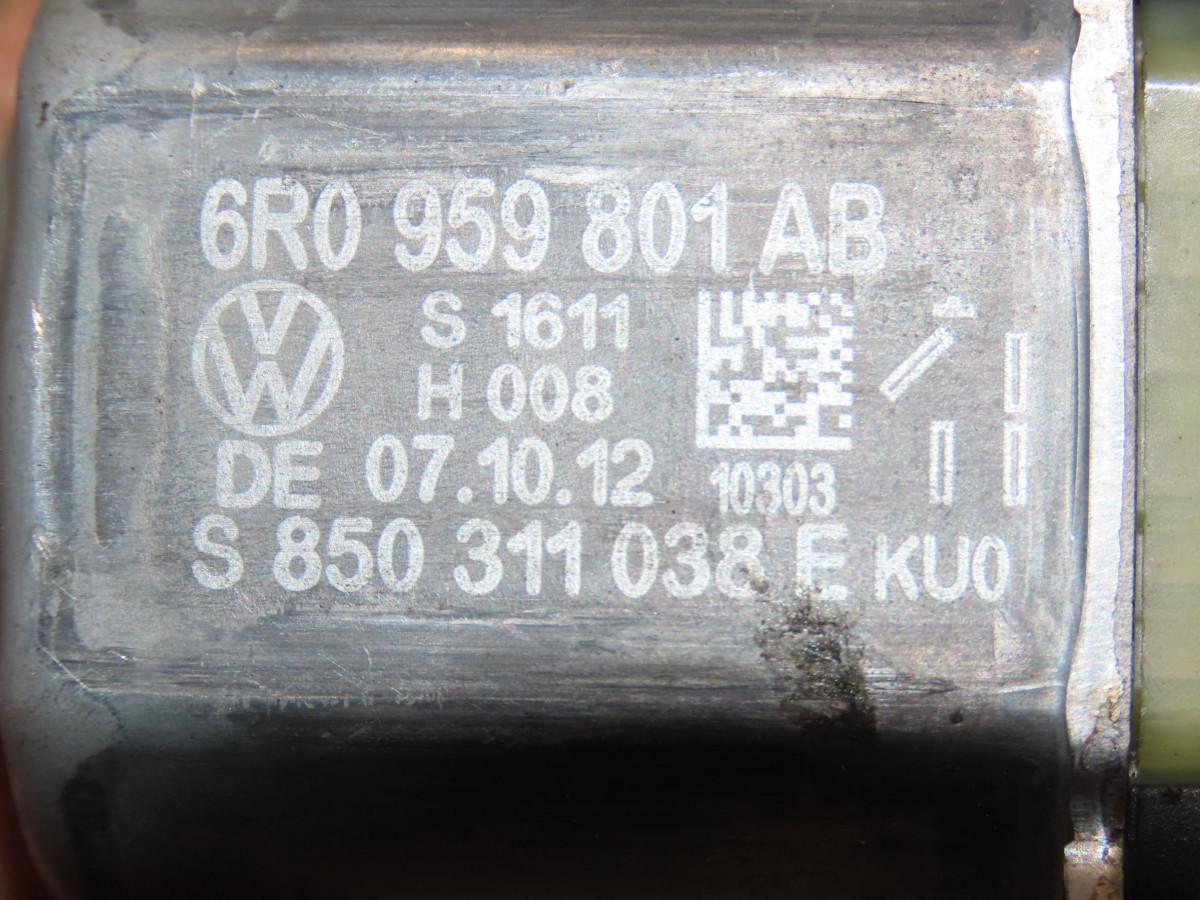 6R0 959 801 AB
S 1611
H 008
DE 07.10.12
10303
S 850 311 038 E KU0